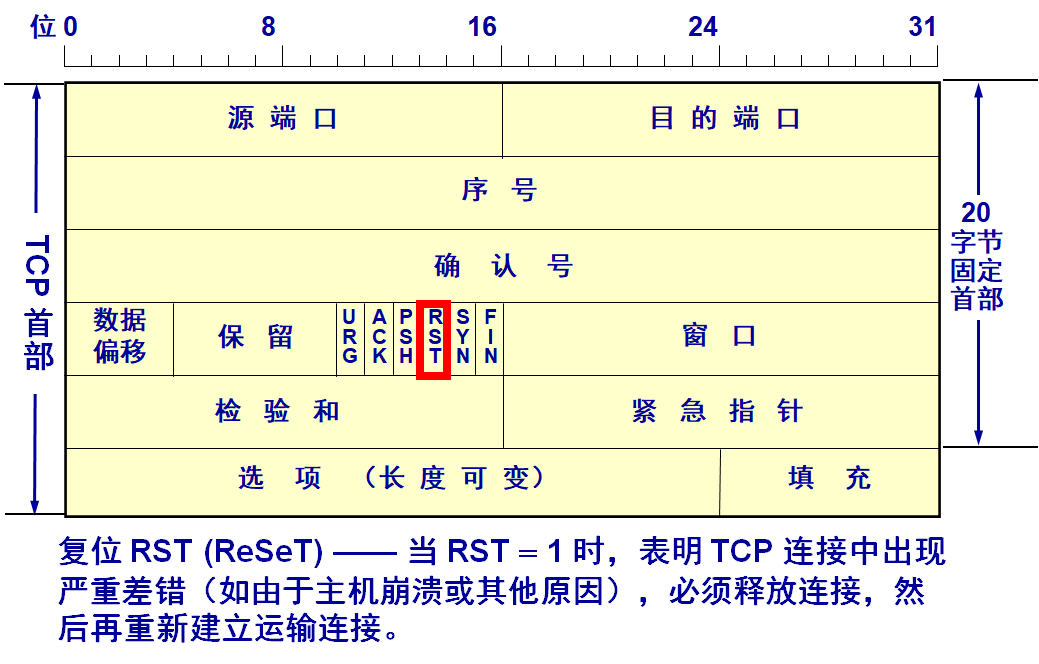 位 0 8 16 24 31
源 端 口 目 的 端 口
序 号
确 认 号
数据
偏移
保 留
URG
ACK
PSH
RST
SYN
FIN
窗 口
检 验 和 紧 急 指 针
选 项 （长 度 可 变） 填 充
TCP 首部
20
字节
固定
首部
复位 RST (ReSeT) —— 当 RST = 1 时，表明 TCP 连接中出现
严重差错（如由于主机崩溃或其他原因），必须释放连接，然
后再重新建立运输连接。